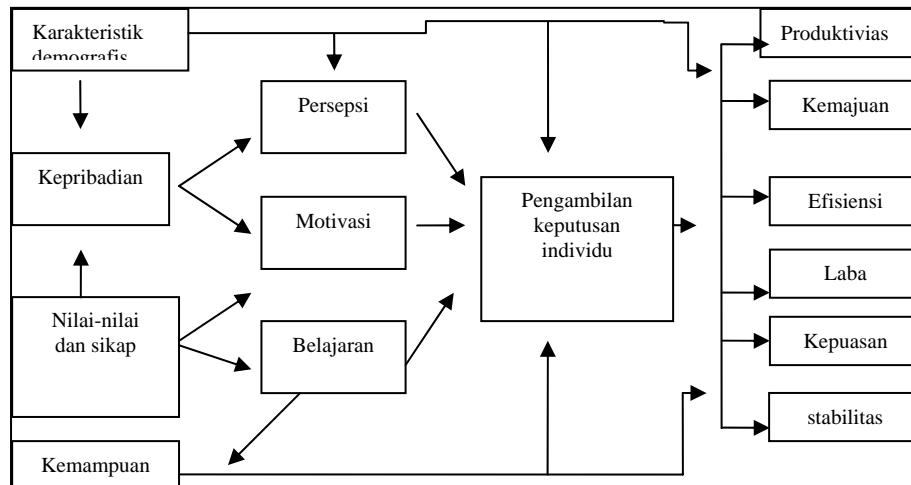 Karakteristik
demografis
Produktivias
Persepsi
Kemajuan
Kepribadian
Pengambilan
keputusan
individu
Efisiensi
Motivasi
Laba
Nilai-nilai
dan sikap
Belajaran
Kepuasan
stabilitas
Kemampuan